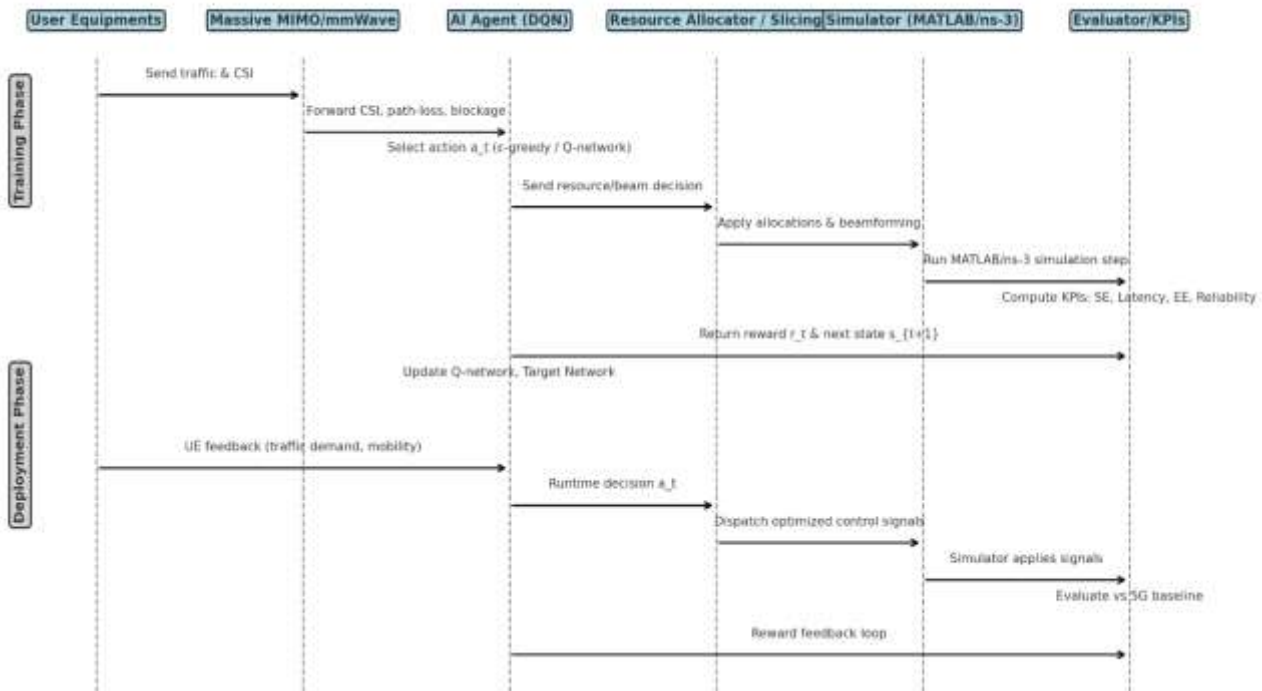 User Equipments
Massive MIMO/mmWave
AI Agent (DQN)
Resource Allocator / Slicing
Simulator (MATLAB/ns-3)
Evaluator/KPIs
Training Phase
Send traffic & CSI
Forward CSI, path-loss, blockage
Select action a_t (ε-greedy / Q-network)
Send resource/beam decision
Apply allocations & beamforming
Run MATLAB/ns-3 simulation step
Compute KPIs: SE, Latency, EE, Reliability
Return reward r_t & next state s_{t+1}
Update Q-network, Target Network
Deployment Phase
UE feedback (traffic demand, mobility)
Runtime decision a_t
Dispatch optimized control signals
Simulator applies signals
Evaluate vs 5G baseline
Reward feedback loop